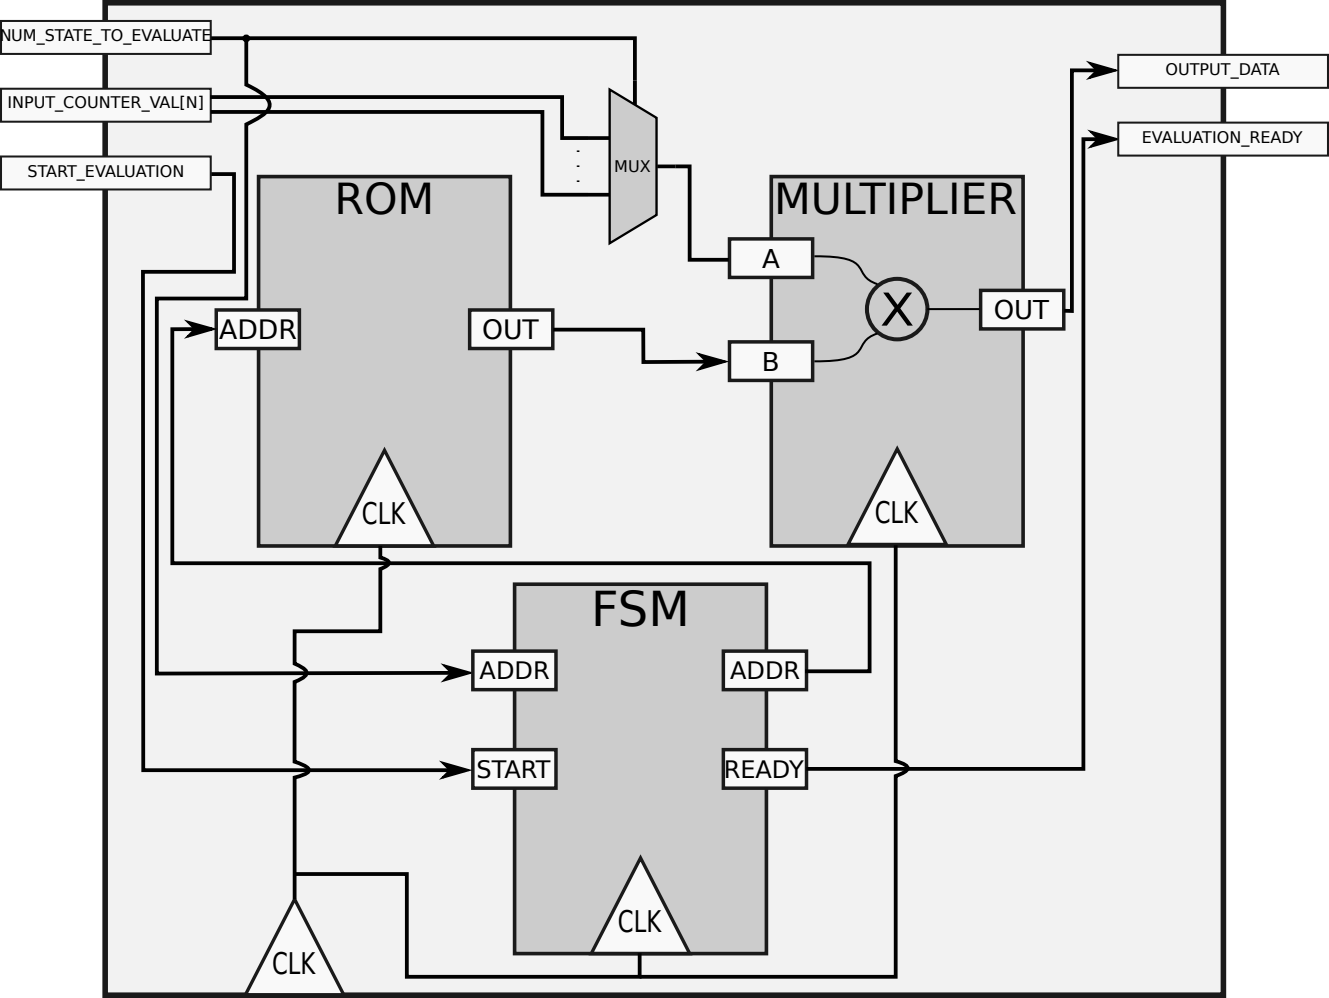 NUM_STATE_TO_EVALUATE
INPUT_COUNTER_VAL[N]
START_EVALUATION
OUTPUT_DATA
EVALUATION_READY
MUX
ROM
ADDR
OUT
CLK
MULTIPLIER
A
B
X
OUT
CLK
FSM
ADDR
ADDR
START
READY
CLK
CLK